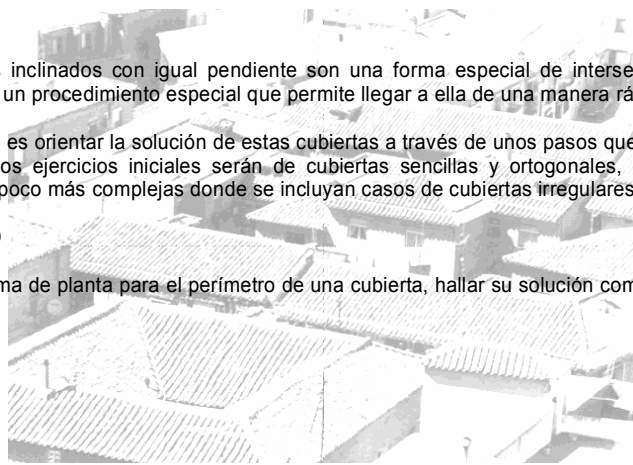 inclinados con igual pendiente son una forma especial de interse
un procedimiento especial que permite llegar a ella de una manera rá
es orientar la solución de estas cubiertas a través de unos pasos que
os ejercicios iniciales serán de cubiertas sencillas y ortogonales,
poco más complejas donde se incluyan casos de cubiertas irregulares
ma de planta para el perímetro de una cubierta, hallar su solución com